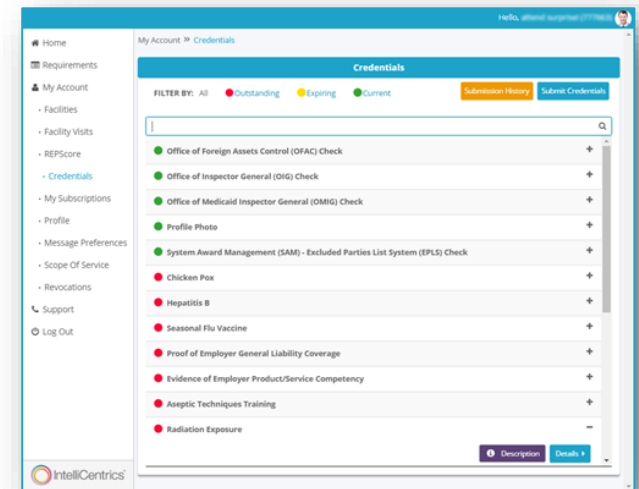 Hello,
Home
Requirements
My Account
Facilities
Facility Visits
REPScore
Credentials
My Subscriptions
Profile
Message Preferences
Scope Of Service
Revocations
Support
Log Out
IntelliCentrics
My Account » Credentials
Credentials
FILTER BY: All Outstanding Expiring Current
Submission History Submit Credentials
Office of Foreign Assets Control (OFAC) Check +
Office of Inspector General (OIG) Check +
Office of Medicaid Inspector General (OMIG) Check +
Profile Photo +
System Award Management (SAM) - Excluded Parties List System (EPLS) Check +
Chicken Pox +
Hepatitis B +
Seasonal Flu Vaccine +
Proof of Employer General Liability Coverage +
Evidence of Employer Product/Service Competency +
Aseptic Techniques Training +
Radiation Exposure −
Description Details